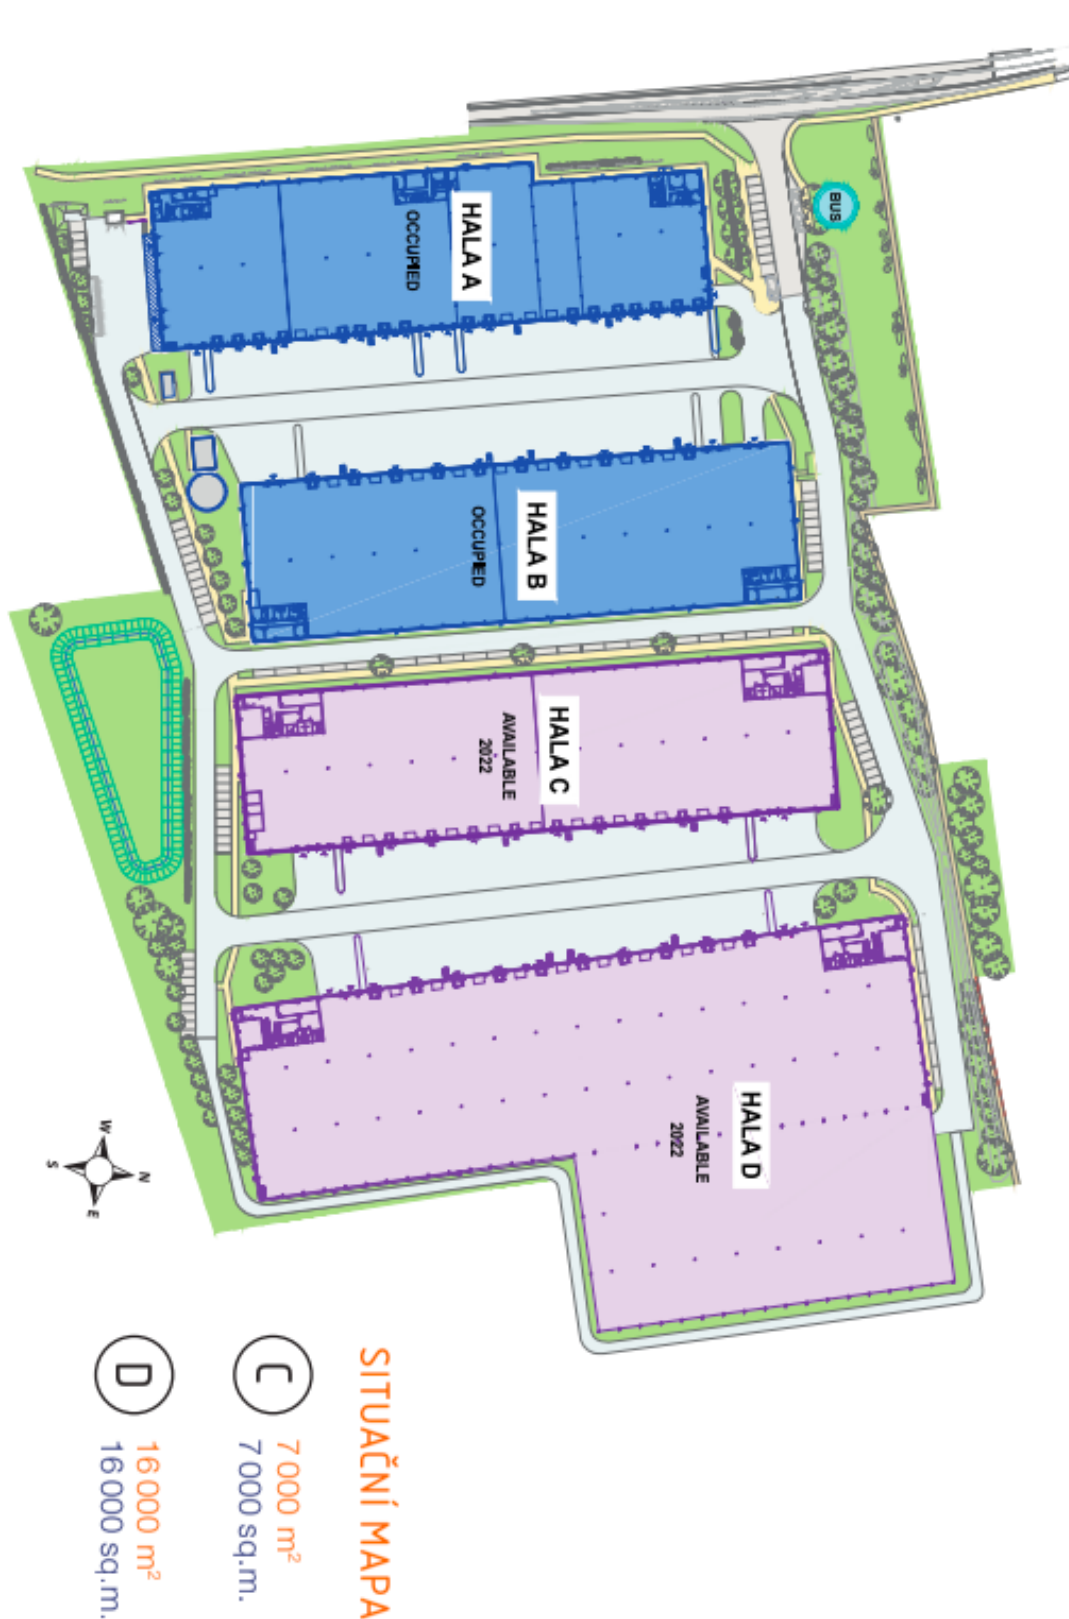 BUS
HALA A
OCCUPIED
HALA B
OCCUPIED
HALA C
AVAILABLE
2022
HALA D
AVAILABLE
2022
N
W
E
S
SITUAČNÍ MAPA
C
7 000 m²
7 000 sq.m.
D
16 000 m²
16 000 sq.m.